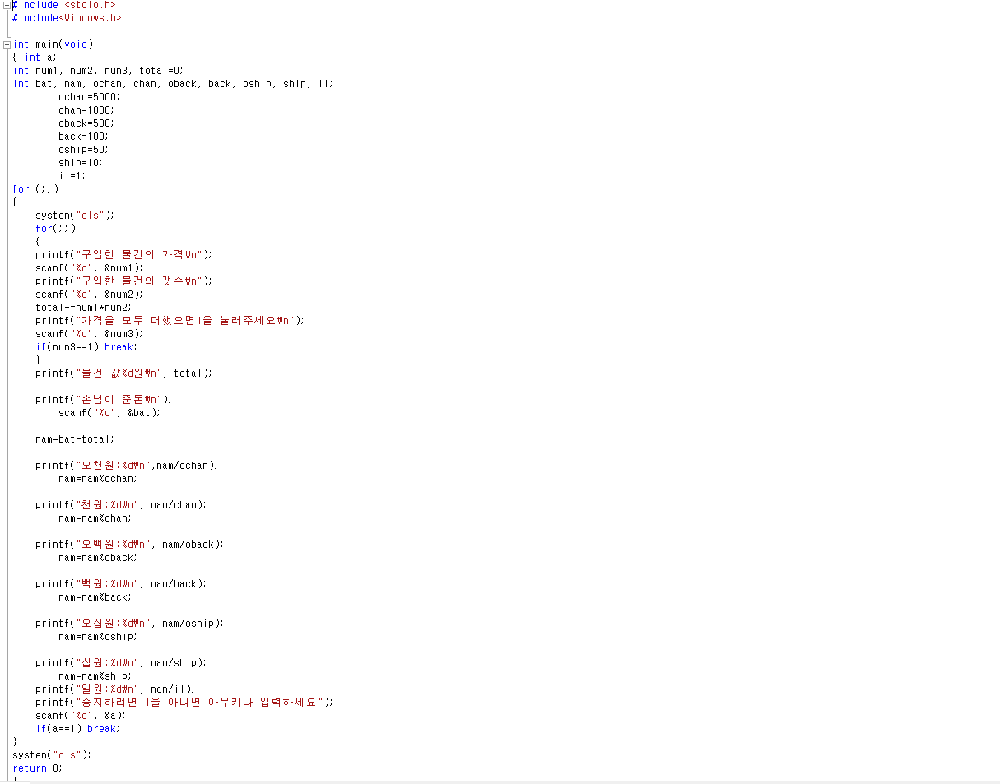 #include <stdio.h>
#include<Windows.h>
int main(void)
{ int a;
int num1, num2, num3, total=0;
int bat, nam, ochan, chan, oback, back, oship, ship, il;
ochan=5000;
chan=1000;
oback=500;
back=100;
oship=50;
ship=10;
il=1;
for (;;)
{
system("cls");
for(;;)
{
printf("구입한 물건의 가격₩n");
scanf("%d", &num1);
printf("구입한 물건의 갯수₩n");
scanf("%d", &num2);
total+=num1*num2;
printf("가격을 모두 더했으면1을 눌러주세요₩n");
scanf("%d", &num3);
if(num3==1) break;
}
printf("물건 값%d원₩n", total);
printf("손님이 준돈₩n");
scanf("%d", &bat);
nam=bat-total;
printf("오천원:%d₩n",nam/ochan);
nam=nam%ochan;
printf("천원:%d₩n", nam/chan);
nam=nam%chan;
printf("오백원:%d₩n", nam/oback);
nam=nam%oback;
printf("백원:%d₩n", nam/back);
nam=nam%back;
printf("오십원:%d₩n", nam/oship);
nam=nam%oship;
printf("십원:%d₩n", nam/ship);
nam=nam%ship;
printf("일원:%d₩n", nam/il);
printf("중지하려면 1을 아니면 아무키나 입력하세요");
scanf("%d", &a);
if(a==1) break;
}
system("cls");
return 0;
}